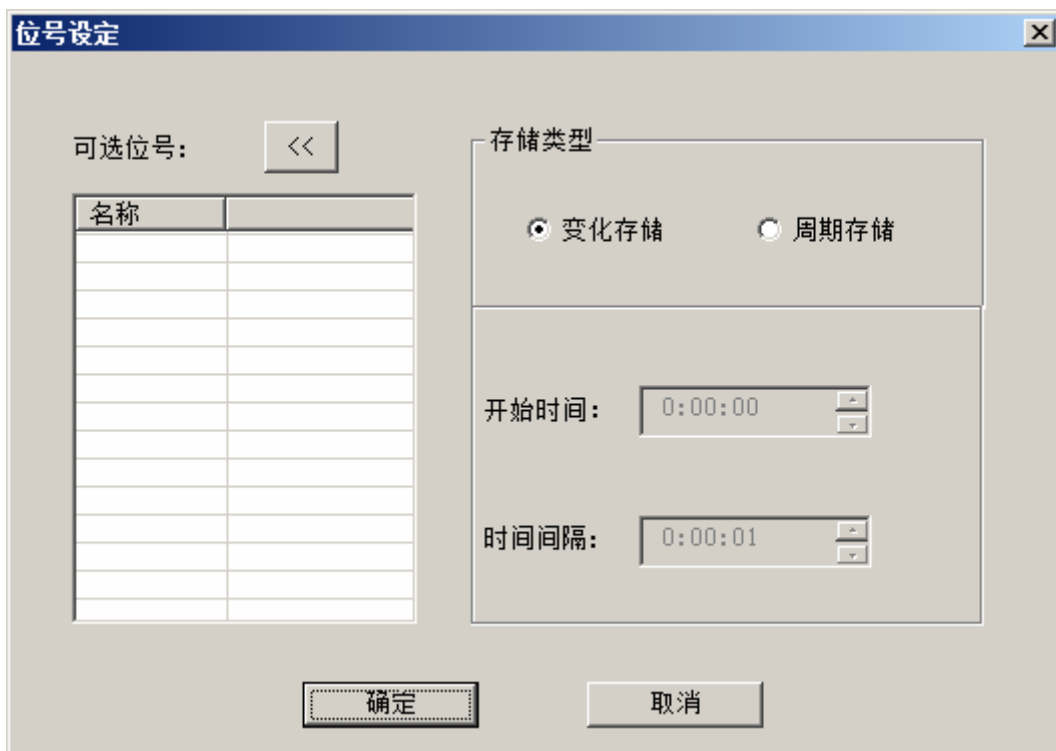 位号设定
可选位号:
<<
名称
存储类型
变化存储
周期存储
开始时间:
0:00:00
时间间隔:
0:00:01
确定
取消